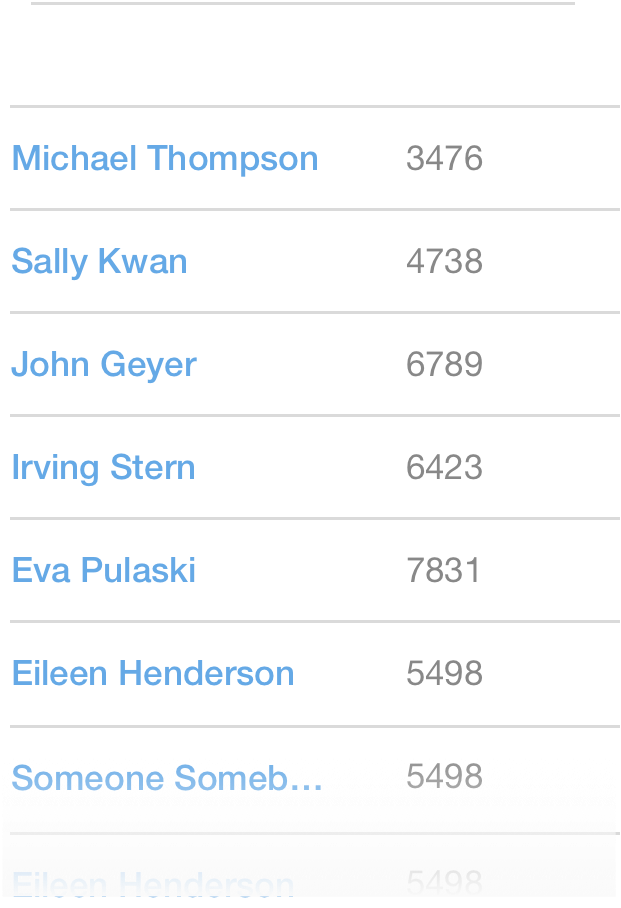 Michael Thompson 3476
Sally Kwan 4738
John Geyer 6789
Irving Stern 6423
Eva Pulaski 7831
Eileen Henderson 5498
Someone Someb... 5498
Eileen Henderson 5498